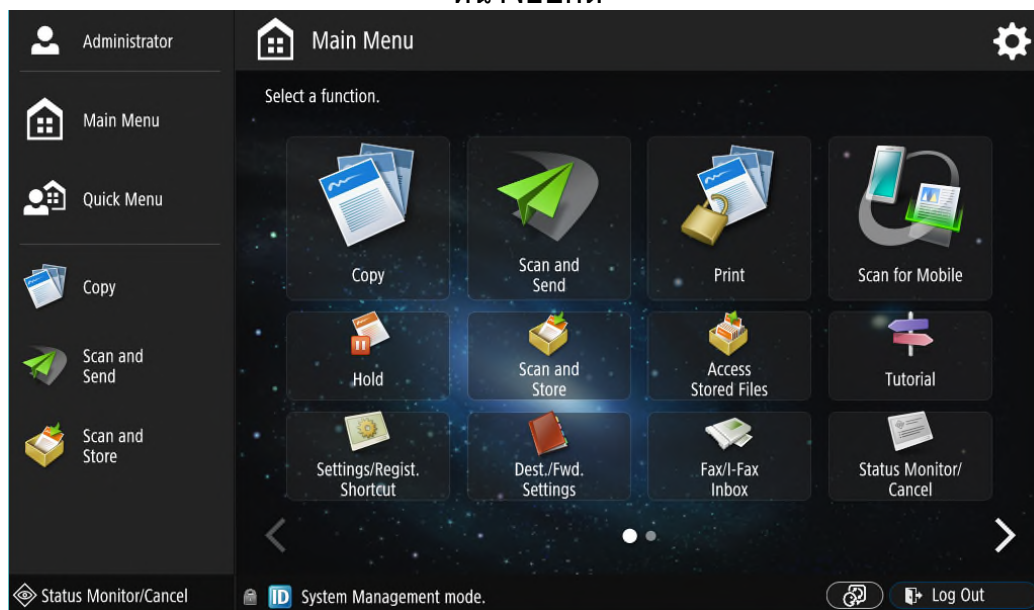 Administrator
Main Menu
Quick Menu
Copy
Scan and
Send
Scan and
Store
Status Monitor/Cancel
Main Menu
Select a function.
Copy
Scan and
Send
Print
Scan for Mobile
Hold
Scan and
Store
Access
Stored Files
Tutorial
Settings/Regist.
Shortcut
Dest./Fwd.
Settings
Fax/I-Fax
Inbox
Status Monitor/
Cancel
ID System Management mode.
Log Out